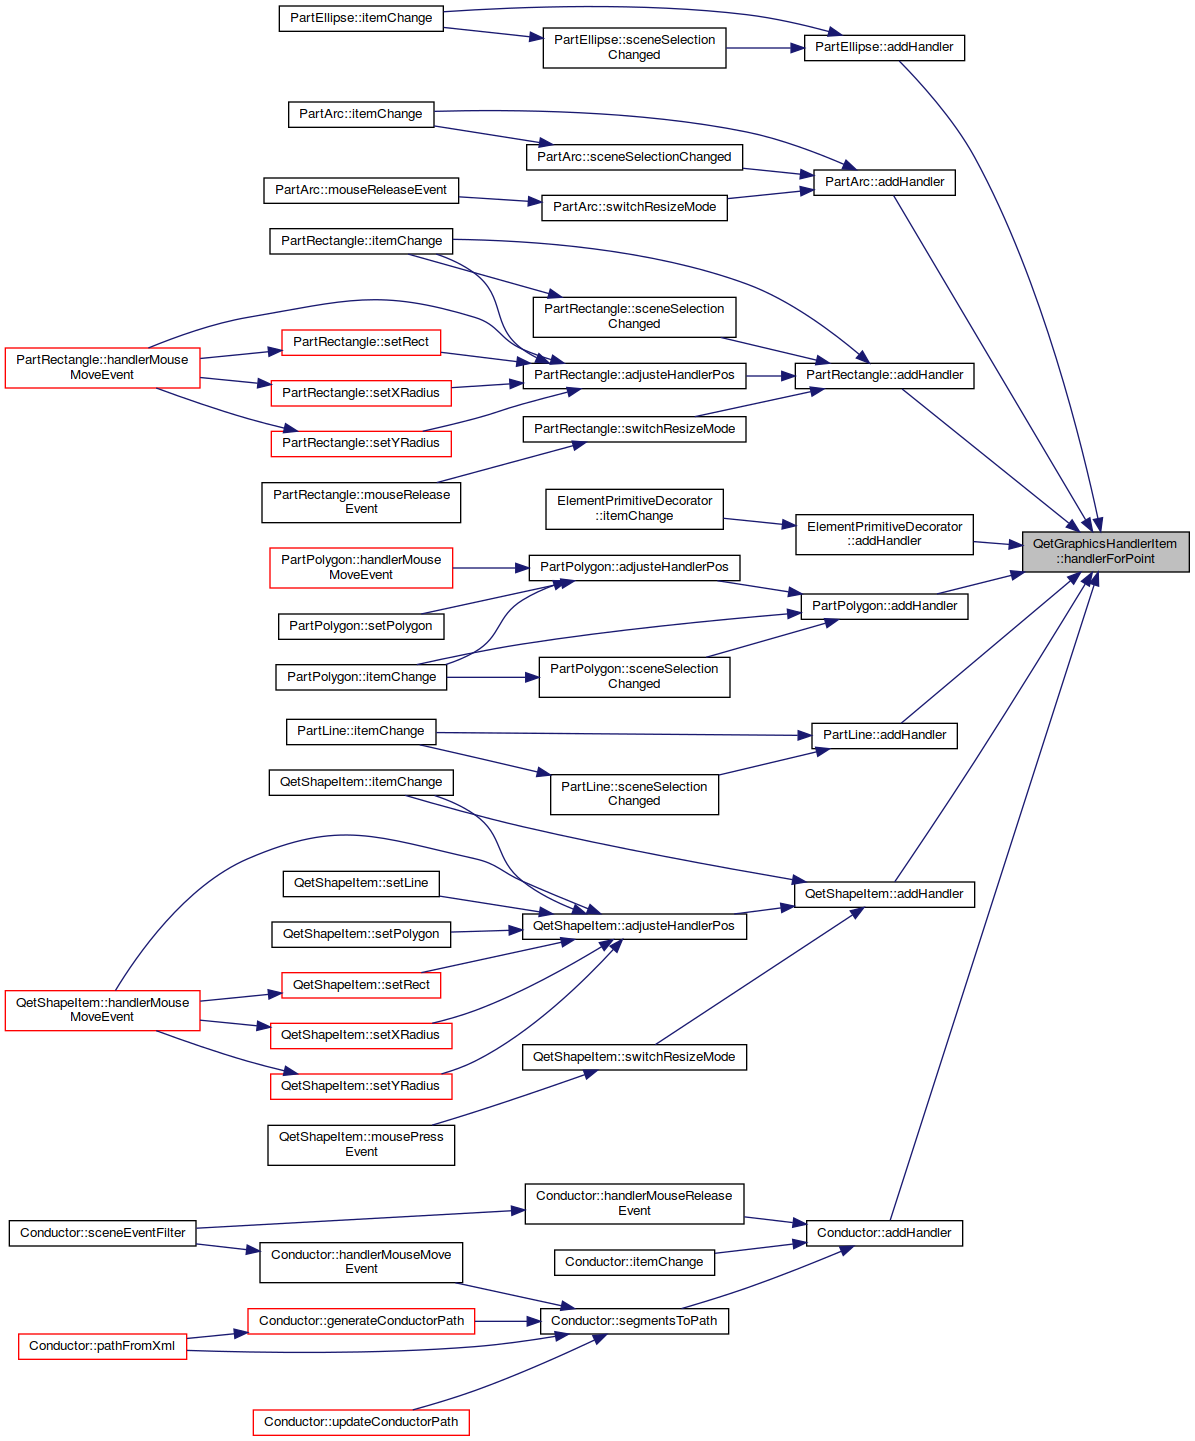 PartEllipse::itemChange
PartEllipse::sceneSelection
Changed
PartEllipse::addHandler
PartArc::itemChange
PartArc::sceneSelectionChanged
PartArc::addHandler
PartArc::mouseReleaseEvent
PartArc::switchResizeMode
PartRectangle::itemChange
PartRectangle::sceneSelection
Changed
PartRectangle::handlerMouse
MoveEvent
PartRectangle::setRect
PartRectangle::adjusteHandlerPos
PartRectangle::addHandler
PartRectangle::setXRadius
PartRectangle::setYRadius
PartRectangle::switchResizeMode
PartRectangle::mouseRelease
Event
ElementPrimitiveDecorator
::itemChange
ElementPrimitiveDecorator
::addHandler
QetGraphicsHandlerItem
::handlerForPoint
PartPolygon::handlerMouse
MoveEvent
PartPolygon::adjusteHandlerPos
PartPolygon::addHandler
PartPolygon::setPolygon
PartPolygon::itemChange
PartPolygon::sceneSelection
Changed
PartLine::itemChange
PartLine::addHandler
PartLine::sceneSelection
Changed
QetShapeItem::itemChange
QetShapeItem::setLine
QetShapeItem::addHandler
QetShapeItem::adjusteHandlerPos
QetShapeItem::setPolygon
QetShapeItem::setRect
QetShapeItem::handlerMouse
MoveEvent
QetShapeItem::setXRadius
QetShapeItem::switchResizeMode
QetShapeItem::setYRadius
QetShapeItem::mousePress
Event
Conductor::handlerMouseRelease
Event
Conductor::sceneEventFilter
Conductor::addHandler
Conductor::handlerMouseMove
Event
Conductor::itemChange
Conductor::generateConductorPath
Conductor::segmentsToPath
Conductor::pathFromXml
Conductor::updateConductorPath